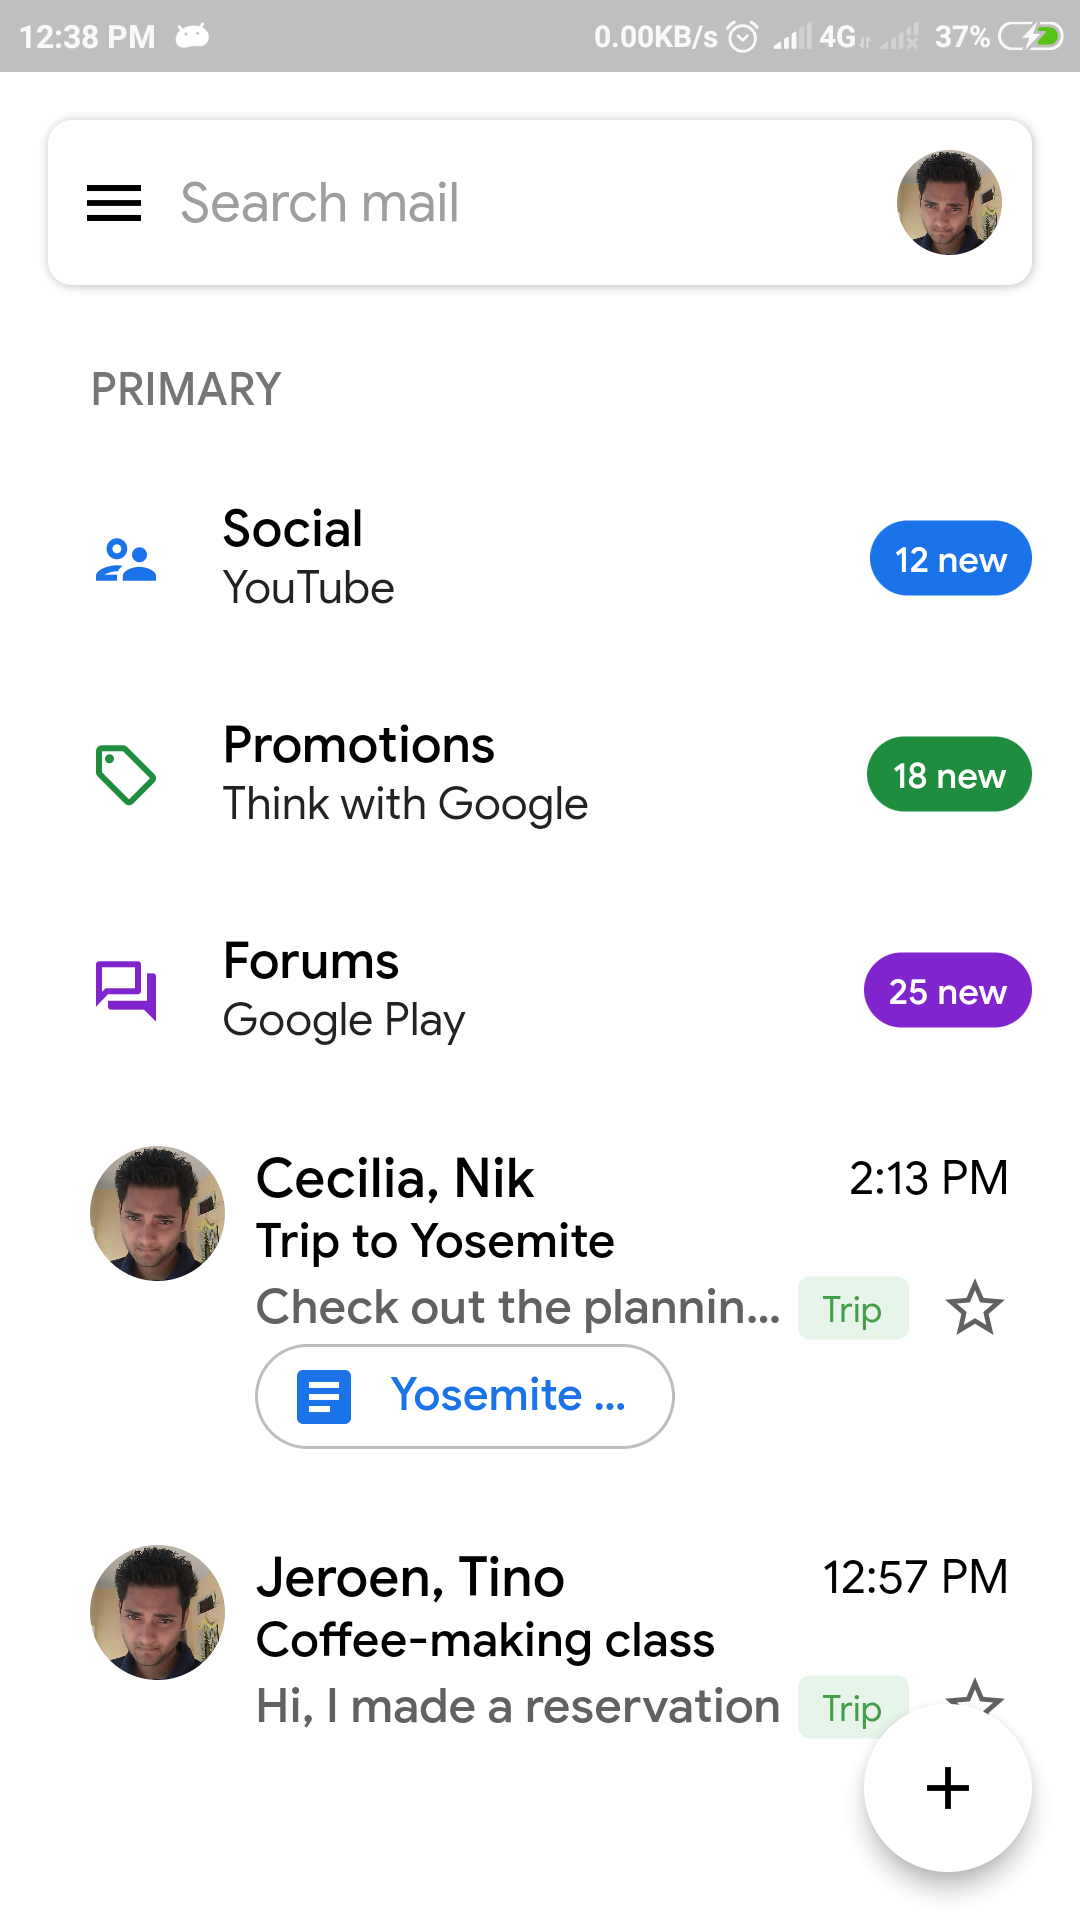 12:38 PM 0.00KB/s 4G 37%
Search mail
PRIMARY
Social
YouTube
12 new
Promotions
Think with Google
18 new
Forums
Google Play
25 new
Cecilia, Nik 2:13 PM
Trip to Yosemite
Check out the plannin... Trip
Yosemite ...
Jeroen, Tino 12:57 PM
Coffee-making class
Hi, I made a reservation Trip